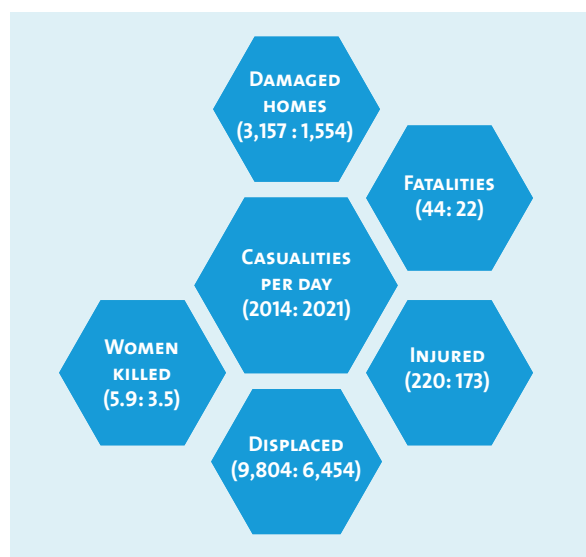 DAMAGED
HOMES
(3,157 : 1,554)
FATALITIES
(44: 22)
CASUALITIES
PER DAY
(2014: 2021)
WOMEN
KILLED
(5.9: 3.5)
INJURED
(220: 173)
DISPLACED
(9,804: 6,454)